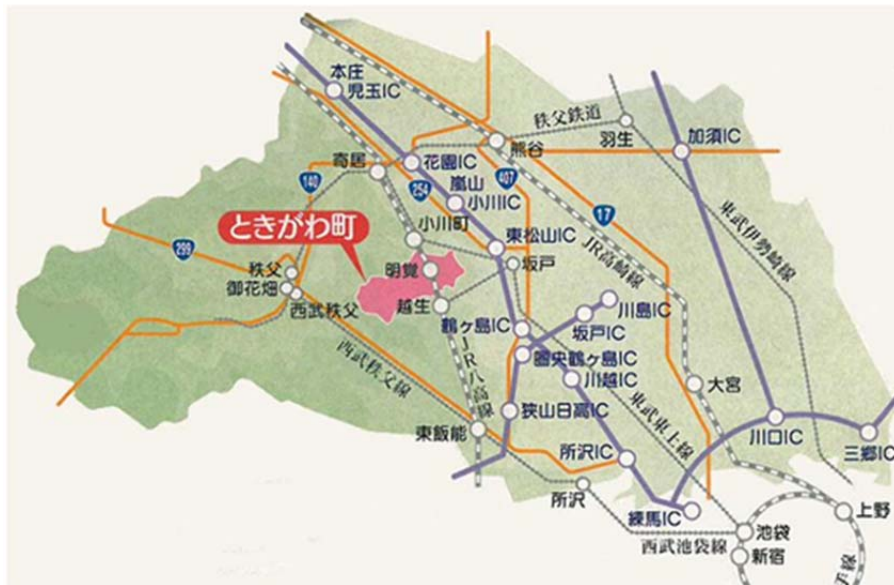 本庄
児玉IC
秩父鉄道
羽生
加須IC
熊谷
寄居
花園IC
嵐山
小川IC
140
254
407
17
小川町
ときがわ町
東松山IC
JR高崎線
東武伊勢崎線
299
秩父
御花畑
西武秩父
明覚
坂戸
越生
川島IC
鶴ヶ島IC
坂戸IC
圏央鶴ヶ島IC
西武秩父線
JR八高線
川越IC
大宮
狭山日高IC
東武東上線
東飯能
川口IC
三郷IC
所沢IC
所沢
練馬IC
上野
池袋
西武池袋線
新宿
線